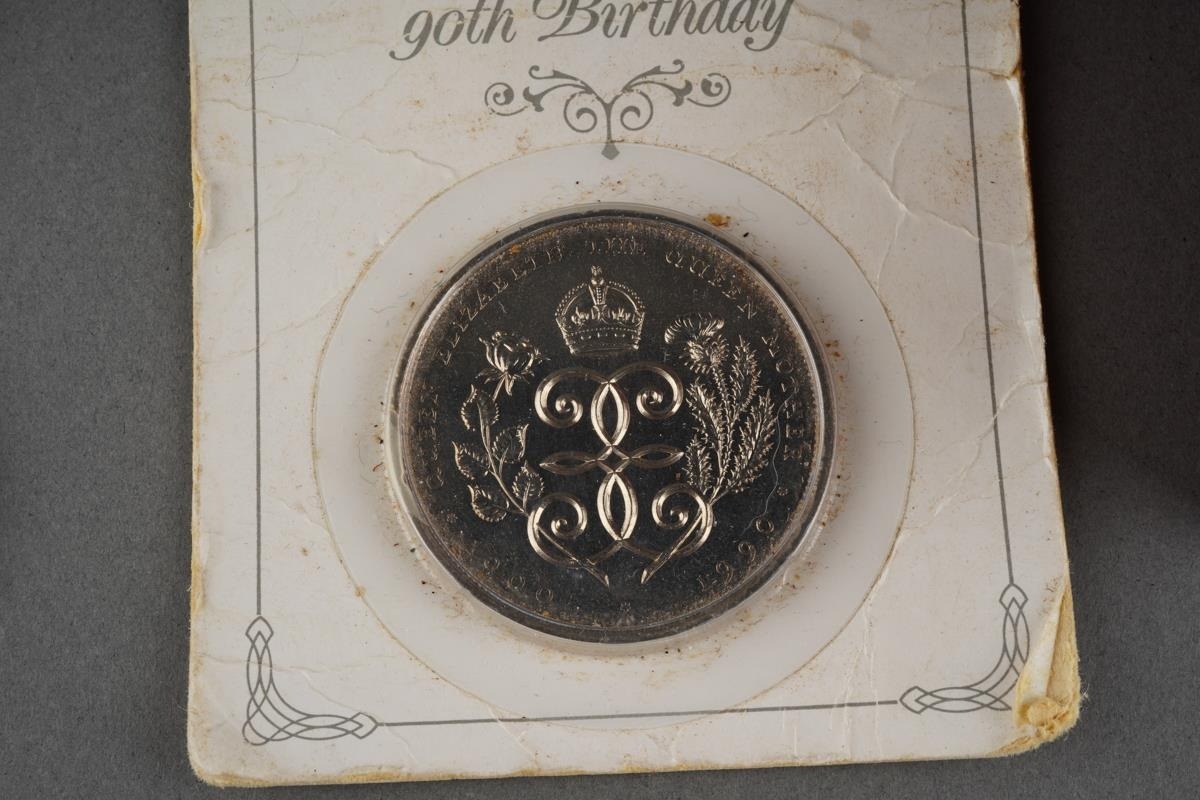 90th Birthday
QUEEN ELIZABETH THE QUEEN MOTHER
1900
1990